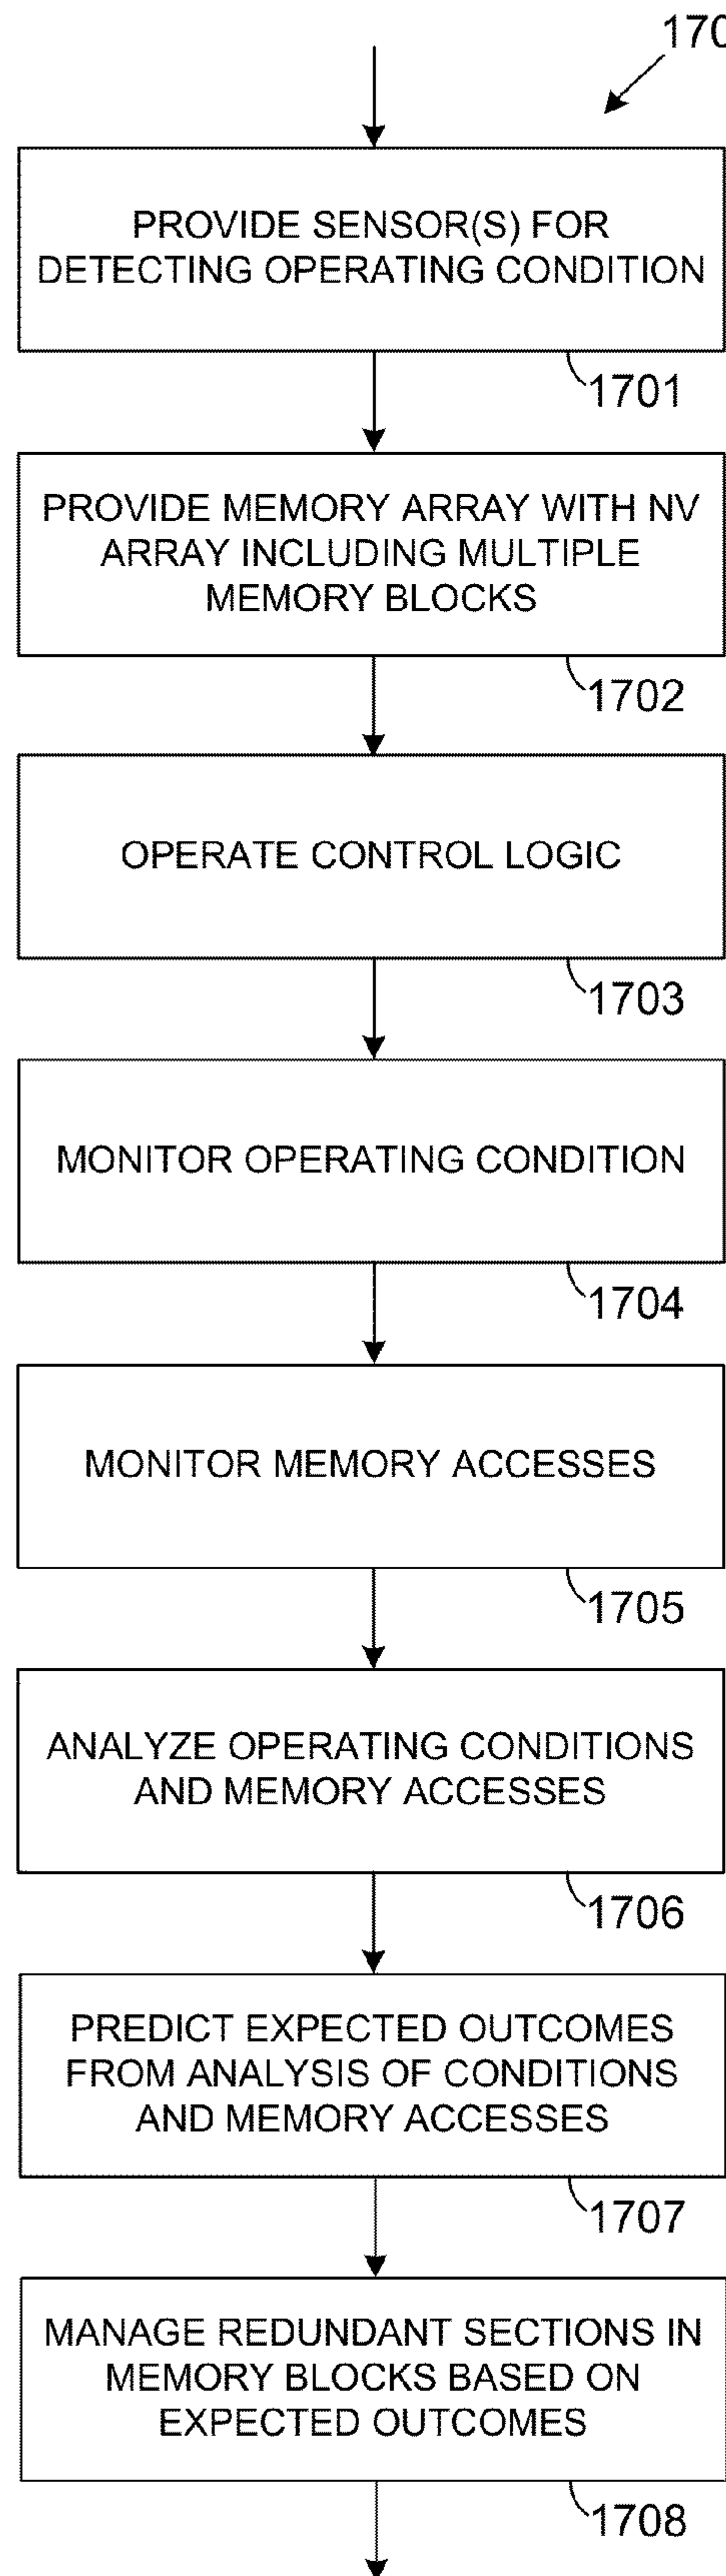 170
PROVIDE SENSOR(S) FOR
DETECTING OPERATING CONDITION
1701
PROVIDE MEMORY ARRAY WITH NV
ARRAY INCLUDING MULTIPLE
MEMORY BLOCKS
1702
OPERATE CONTROL LOGIC
1703
MONITOR OPERATING CONDITION
1704
MONITOR MEMORY ACCESSES
1705
ANALYZE OPERATING CONDITIONS
AND MEMORY ACCESSES
1706
PREDICT EXPECTED OUTCOMES
FROM ANALYSIS OF CONDITIONS
AND MEMORY ACCESSES
1707
MANAGE REDUNDANT SECTIONS IN
MEMORY BLOCKS BASED ON
EXPECTED OUTCOMES
1708